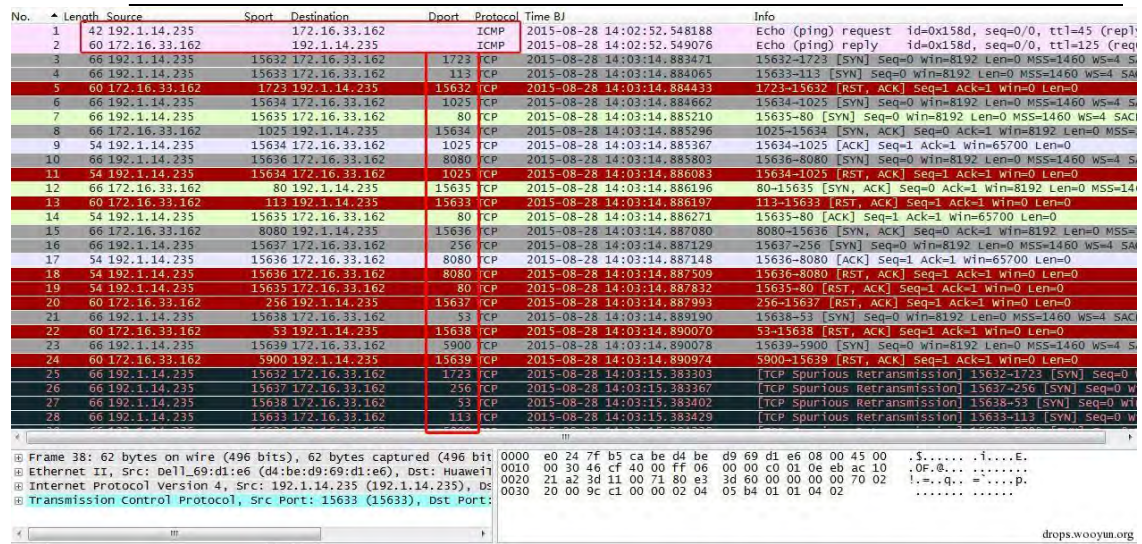 No. Length Source Sport Destination Dport Protocol Time BJ Info
1 42 192.1.14.235 172.16.33.162 ICMP 2015-08-28 14:02:52.548188 Echo (ping) request id=0x158d, seq=0/0, ttl=45 (reply
2 60 172.16.33.162 192.1.14.235 ICMP 2015-08-28 14:02:52.549076 Echo (ping) reply id=0x158d, seq=0/0, ttl=125 (req
3 66 192.1.14.235 15632 172.16.33.162 1723 TCP 2015-08-28 14:03:14.883471 15632→1723 [SYN] Seq=0 Win=8192 Len=0 MSS=1460 WS=4 S
4 66 192.1.14.235 15633 172.16.33.162 113 TCP 2015-08-28 14:03:14.884065 15633→113 [SYN] Seq=0 Win=8192 Len=0 MSS=1460 WS=4 SA
5 60 172.16.33.162 1723 192.1.14.235 15632 TCP 2015-08-28 14:03:14.884433 1723→15632 [RST, ACK] Seq=1 Ack=1 Win=0 Len=0
6 66 192.1.14.235 15634 172.16.33.162 1025 TCP 2015-08-28 14:03:14.884662 15634→1025 [SYN] Seq=0 Win=8192 Len=0 MSS=1460 WS=4 S
7 66 192.1.14.235 15635 172.16.33.162 80 TCP 2015-08-28 14:03:14.885210 15635→80 [SYN] Seq=0 Win=8192 Len=0 MSS=1460 WS=4 SACK
8 66 172.16.33.162 1025 192.1.14.235 15634 TCP 2015-08-28 14:03:14.885296 1025→15634 [SYN, ACK] Seq=0 Ack=1 Win=8192 Len=0 MSS=
9 54 192.1.14.235 15634 172.16.33.162 1025 TCP 2015-08-28 14:03:14.885367 15634→1025 [ACK] Seq=1 Ack=1 Win=65700 Len=0
10 66 192.1.14.235 15636 172.16.33.162 8080 TCP 2015-08-28 14:03:14.885803 15636→8080 [SYN] Seq=0 Win=8192 Len=0 MSS=1460 WS=4 S
11 54 192.1.14.235 15634 172.16.33.162 1025 TCP 2015-08-28 14:03:14.886083 15634→1025 [RST, ACK] Seq=1 Ack=1 Win=0 Len=0
12 66 172.16.33.162 80 192.1.14.235 15635 TCP 2015-08-28 14:03:14.886196 80→15635 [SYN, ACK] Seq=0 Ack=1 Win=8192 Len=0 MSS=14
13 60 172.16.33.162 113 192.1.14.235 15633 TCP 2015-08-28 14:03:14.886197 113→15633 [RST, ACK] Seq=1 Ack=1 Win=0 Len=0
14 54 192.1.14.235 15635 172.16.33.162 80 TCP 2015-08-28 14:03:14.886271 15635→80 [ACK] Seq=1 Ack=1 Win=65700 Len=0
15 66 172.16.33.162 8080 192.1.14.235 15636 TCP 2015-08-28 14:03:14.887080 8080→15636 [SYN, ACK] Seq=0 Ack=1 Win=8192 Len=0 MSS=
16 66 192.1.14.235 15637 172.16.33.162 256 TCP 2015-08-28 14:03:14.887129 15637→256 [SYN] Seq=0 Win=8192 Len=0 MSS=1460 WS=4 SA
17 54 192.1.14.235 15636 172.16.33.162 8080 TCP 2015-08-28 14:03:14.887148 15636→8080 [ACK] Seq=1 Ack=1 Win=65700 Len=0
18 54 192.1.14.235 15636 172.16.33.162 8080 TCP 2015-08-28 14:03:14.887509 15636→8080 [RST, ACK] Seq=1 Ack=1 Win=0 Len=0
19 54 192.1.14.235 15635 172.16.33.162 80 TCP 2015-08-28 14:03:14.887832 15635→80 [RST, ACK] Seq=1 Ack=1 Win=0 Len=0
20 60 172.16.33.162 256 192.1.14.235 15637 TCP 2015-08-28 14:03:14.887993 256→15637 [RST, ACK] Seq=1 Ack=1 Win=0 Len=0
21 66 192.1.14.235 15638 172.16.33.162 53 TCP 2015-08-28 14:03:14.889190 15638→53 [SYN] Seq=0 Win=8192 Len=0 MSS=1460 WS=4 SACK
22 60 172.16.33.162 53 192.1.14.235 15638 TCP 2015-08-28 14:03:14.890070 53→15638 [RST, ACK] Seq=1 Ack=1 Win=0 Len=0
23 66 192.1.14.235 15639 172.16.33.162 5900 TCP 2015-08-28 14:03:14.890078 15639→5900 [SYN] Seq=0 Win=8192 Len=0 MSS=1460 WS=4 S
24 60 172.16.33.162 5900 192.1.14.235 15639 TCP 2015-08-28 14:03:14.890974 5900→15639 [RST, ACK] Seq=1 Ack=1 Win=0 Len=0
25 66 192.1.14.235 15632 172.16.33.162 1723 TCP 2015-08-28 14:03:15.383303 [TCP Spurious Retransmission] 15632→1723 [SYN] Seq=0 W
26 66 192.1.14.235 15637 172.16.33.162 256 TCP 2015-08-28 14:03:15.383367 [TCP Spurious Retransmission] 15637→256 [SYN] Seq=0 W
27 66 192.1.14.235 15638 172.16.33.162 53 TCP 2015-08-28 14:03:15.383402 [TCP Spurious Retransmission] 15638→53 [SYN] Seq=0 Wi
28 66 192.1.14.235 15633 172.16.33.162 113 TCP 2015-08-28 14:03:15.383429 [TCP Spurious Retransmission] 15633→113 [SYN] Seq=0 W
Frame 38: 62 bytes on wire (496 bits), 62 bytes captured (496 bit
Ethernet II, Src: Dell_69:d1:e6 (d4:be:d9:69:d1:e6), Dst: HuaweiT
Internet Protocol Version 4, Src: 192.1.14.235 (192.1.14.235), Ds
Transmission Control Protocol, Src Port: 15633 (15633), Dst Port:
0000 e0 24 7f b5 ca be d4 be d9 69 d1 e6 08 00 45 00 .$...... .i....E.
0010 00 30 46 cf 40 00 ff 06 00 00 c0 01 0e eb ac 10 .0F.@... ........
0020 21 a2 3d 11 00 71 80 e3 3d 60 00 00 00 00 70 02 !.=..q.. =`....p.
0030 20 00 9c c1 00 00 02 04 05 b4 01 01 04 02 ....... ......
drops.wooyun.org